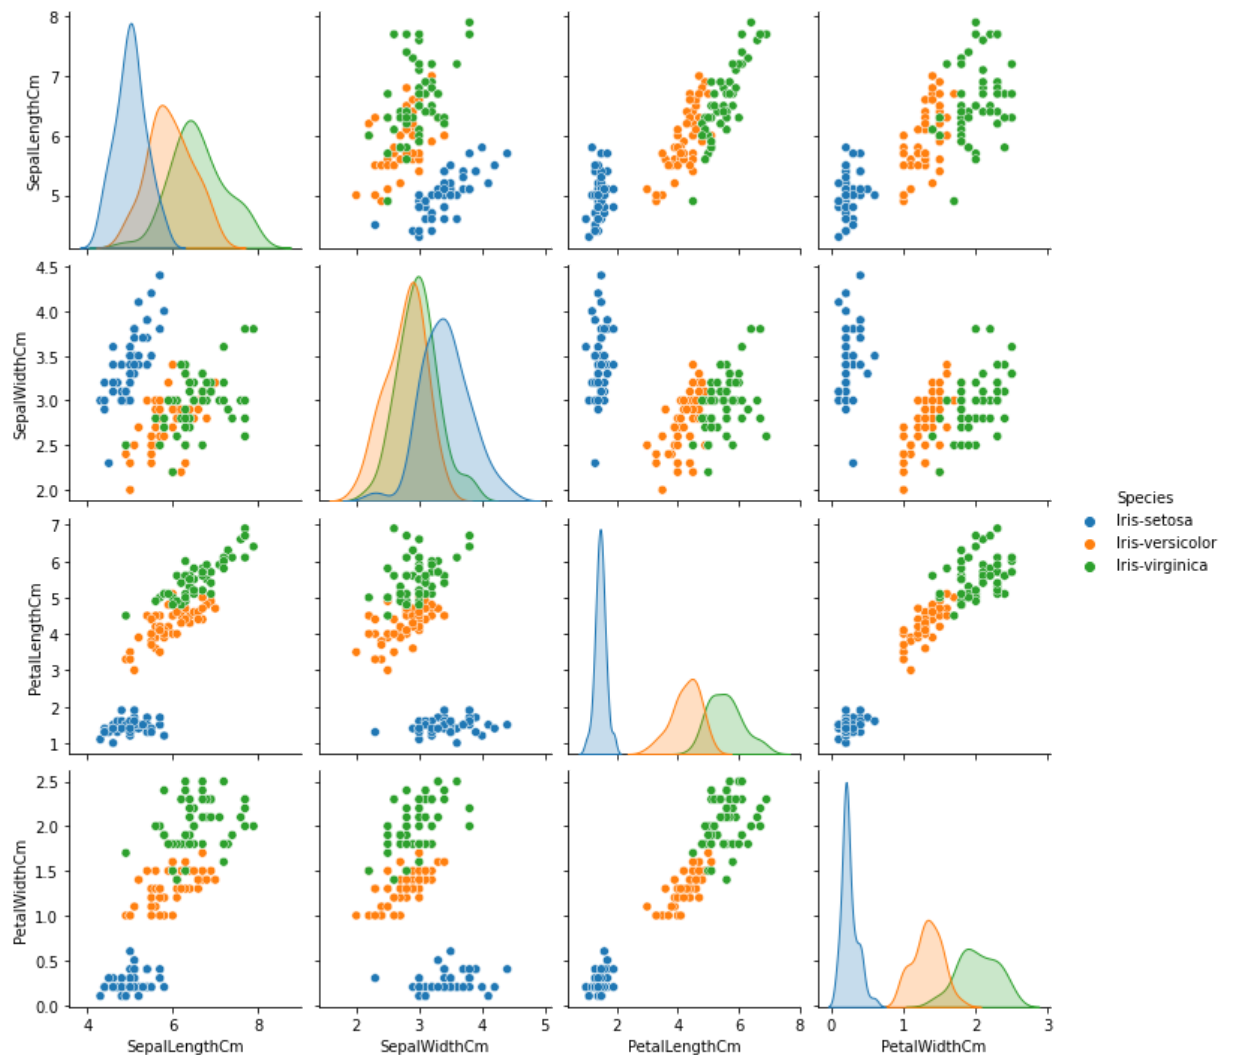 8
7
6
5
SepalLengthCm
4.5
4.0
3.5
3.0
2.5
2.0
SepalWidthCm
Species
Iris-setosa
Iris-versicolor
Iris-virginica
7
6
5
4
3
2
1
PetalLengthCm
2.5
2.0
1.5
1.0
0.5
0.0
PetalWidthCm
4 6 8
SepalLengthCm
2 3 4 5
SepalWidthCm
2 4 6 8
PetalLengthCm
0 1 2 3
PetalWidthCm